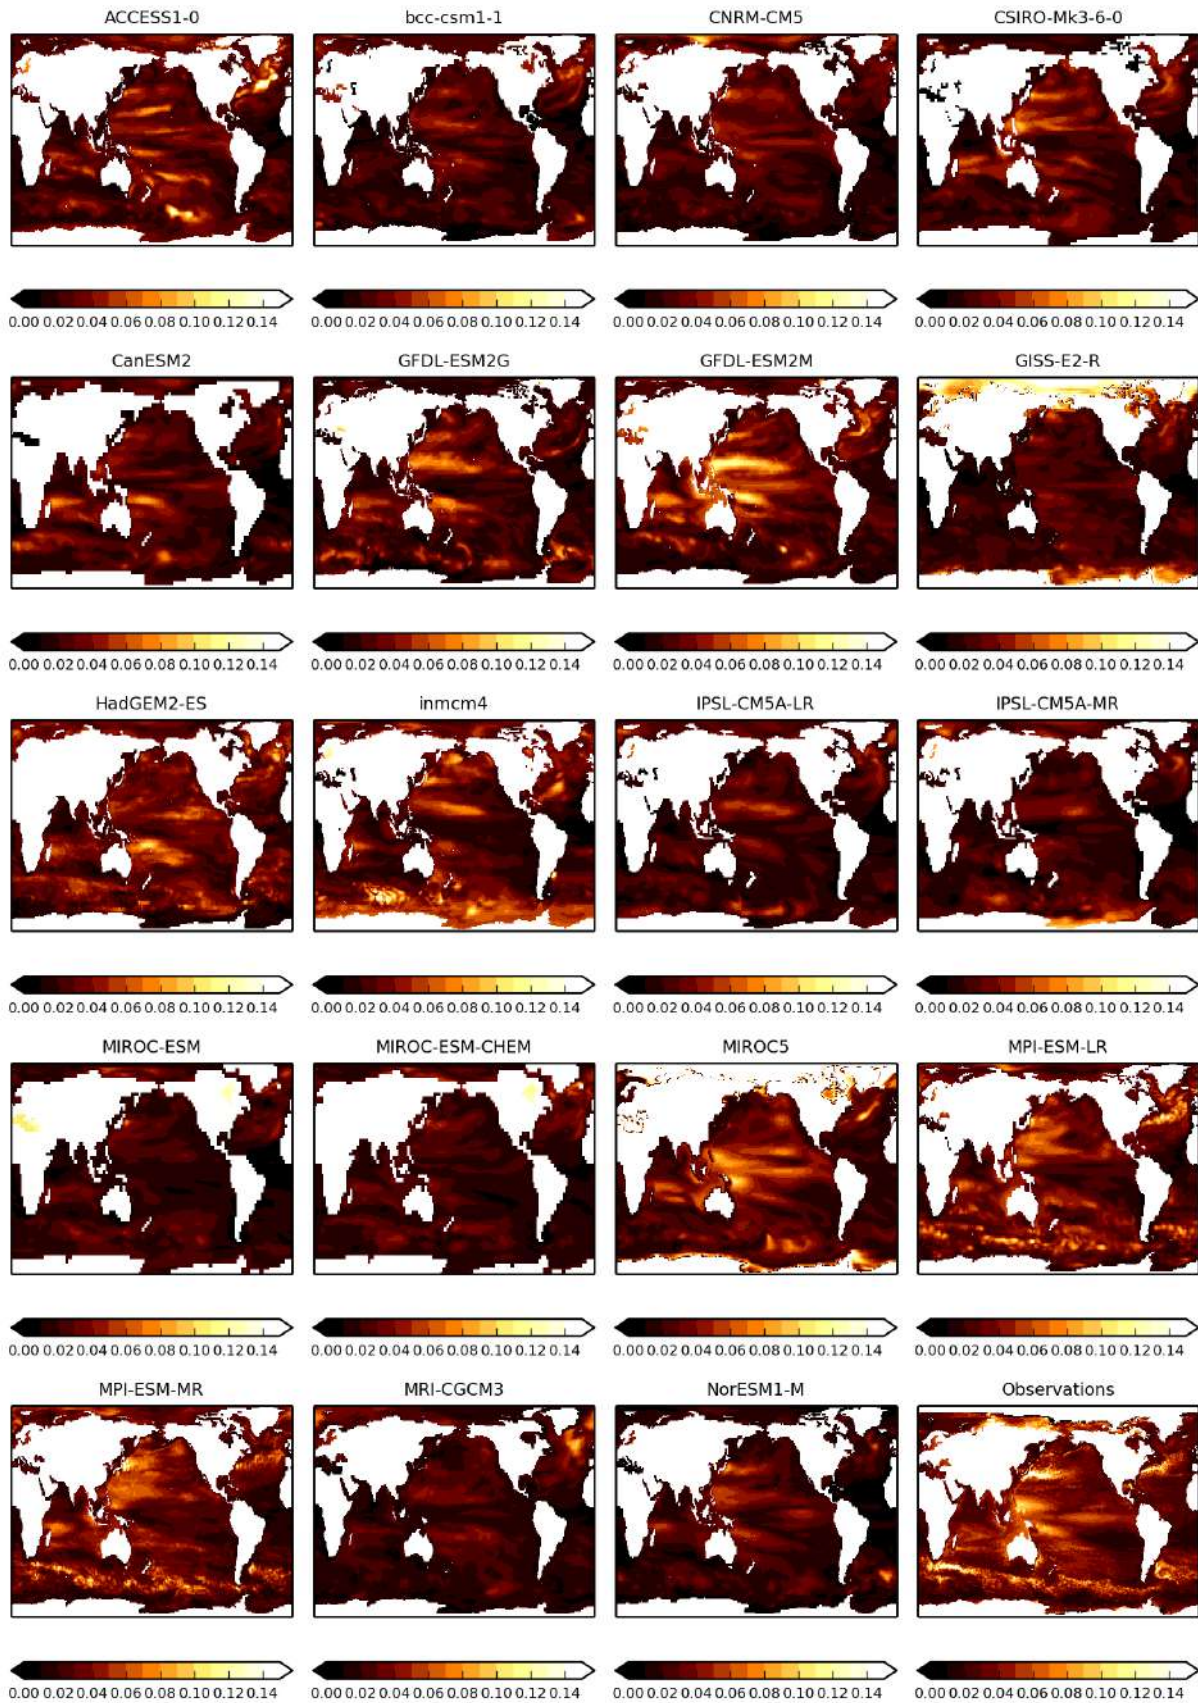 ACCESS1-0 bcc-csm1-1 CNRM-CM5 CSIRO-Mk3-6-0
0.00 0.02 0.04 0.06 0.08 0.10 0.12 0.14 0.00 0.02 0.04 0.06 0.08 0.10 0.12 0.14 0.00 0.02 0.04 0.06 0.08 0.10 0.12 0.14 0.00 0.02 0.04 0.06 0.08 0.10 0.12 0.14
CanESM2 GFDL-ESM2G GFDL-ESM2M GISS-E2-R
0.00 0.02 0.04 0.06 0.08 0.10 0.12 0.14 0.00 0.02 0.04 0.06 0.08 0.10 0.12 0.14 0.00 0.02 0.04 0.06 0.08 0.10 0.12 0.14 0.00 0.02 0.04 0.06 0.08 0.10 0.12 0.14
HadGEM2-ES inmcm4 IPSL-CM5A-LR IPSL-CM5A-MR
0.00 0.02 0.04 0.06 0.08 0.10 0.12 0.14 0.00 0.02 0.04 0.06 0.08 0.10 0.12 0.14 0.00 0.02 0.04 0.06 0.08 0.10 0.12 0.14 0.00 0.02 0.04 0.06 0.08 0.10 0.12 0.14
MIROC-ESM MIROC-ESM-CHEM MIROC5 MPI-ESM-LR
0.00 0.02 0.04 0.06 0.08 0.10 0.12 0.14 0.00 0.02 0.04 0.06 0.08 0.10 0.12 0.14 0.00 0.02 0.04 0.06 0.08 0.10 0.12 0.14 0.00 0.02 0.04 0.06 0.08 0.10 0.12 0.14
MPI-ESM-MR MRI-CGCM3 NorESM1-M Observations
0.00 0.02 0.04 0.06 0.08 0.10 0.12 0.14 0.00 0.02 0.04 0.06 0.08 0.10 0.12 0.14 0.00 0.02 0.04 0.06 0.08 0.10 0.12 0.14 0.00 0.02 0.04 0.06 0.08 0.10 0.12 0.14